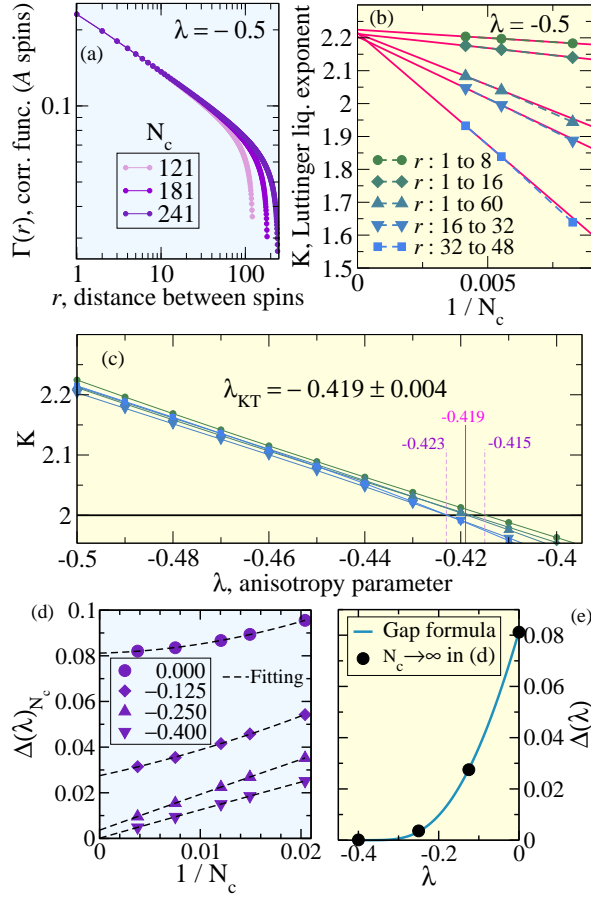 λ = − 0.5
(a)
Γ(r), corr. func. (A spins)
0.1
N_c
121
181
241
1 10 100
r, distance between spins
(b)
λ = -0.5
K, Luttinger liq. exponent
2.2
2.1
2
1.9
1.8
1.7
1.6
1.5
r : 1 to 8
r : 1 to 16
r : 1 to 60
r : 16 to 32
r : 32 to 48
0 0.005
1 / N_c
(c)
λ_KT = − 0.419 ± 0.004
K
2.2
2.1
2
-0.419
-0.423
-0.415
-0.5 -0.48 -0.46 -0.44 -0.42 -0.4
λ, anisotropy parameter
(d)
Δ(λ)_{N_c}
0.1
0.08
0.06
0.04
0.02
0
0.000
−0.125
−0.250
−0.400
Fitting
0 0.01 0.02
1 / N_c
(e)
Gap formula
N_c→∞ in (d)
0.08
0.06
0.04
0.02
0
Δ(λ)
-0.4 -0.2 0
λ